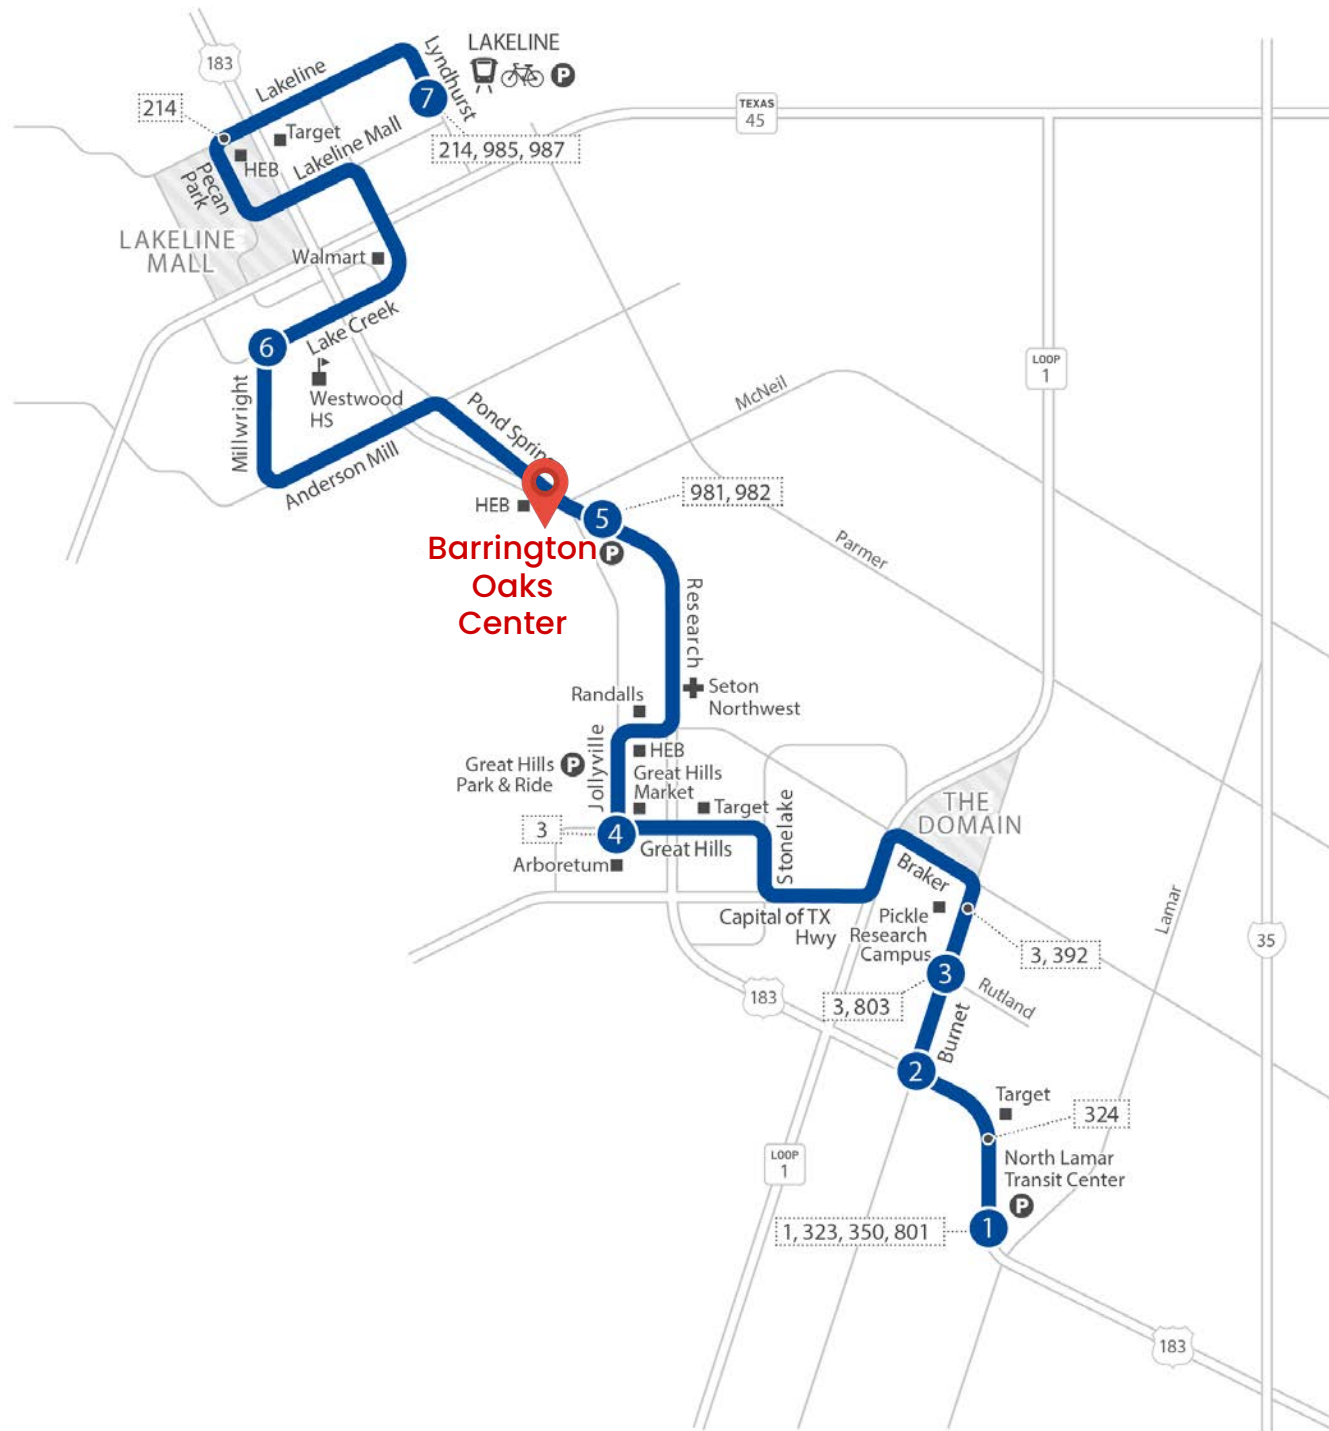 LAKELINE
183
Lakeline
Lyndhurst
7
214
Target
Lakeline Mall
HEB
Pecan
Park
214, 985, 987
TEXAS
45
LAKELINE
MALL
Walmart
Lake Creek
6
Westwood
HS
Millwright
Anderson Mill
LOOP
1
McNeil
Pond Spring
HEB
5
P
981, 982
Barrington
Oaks
Center
Parmer
Research
Seton
Northwest
Randalls
HEB
Great Hills
Park & Ride
P
Jollyville
Great Hills
Market
Target
Stonelake
3
4
Great Hills
Arboretum
THE
DOMAIN
Braker
Capital of TX
Hwy
Pickle
Research
Campus
Lamar
35
3, 392
3
Rutland
3, 803
183
Burnet
2
Target
324
LOOP
1
North Lamar
Transit Center
P
1, 323, 350, 801
1
183
P